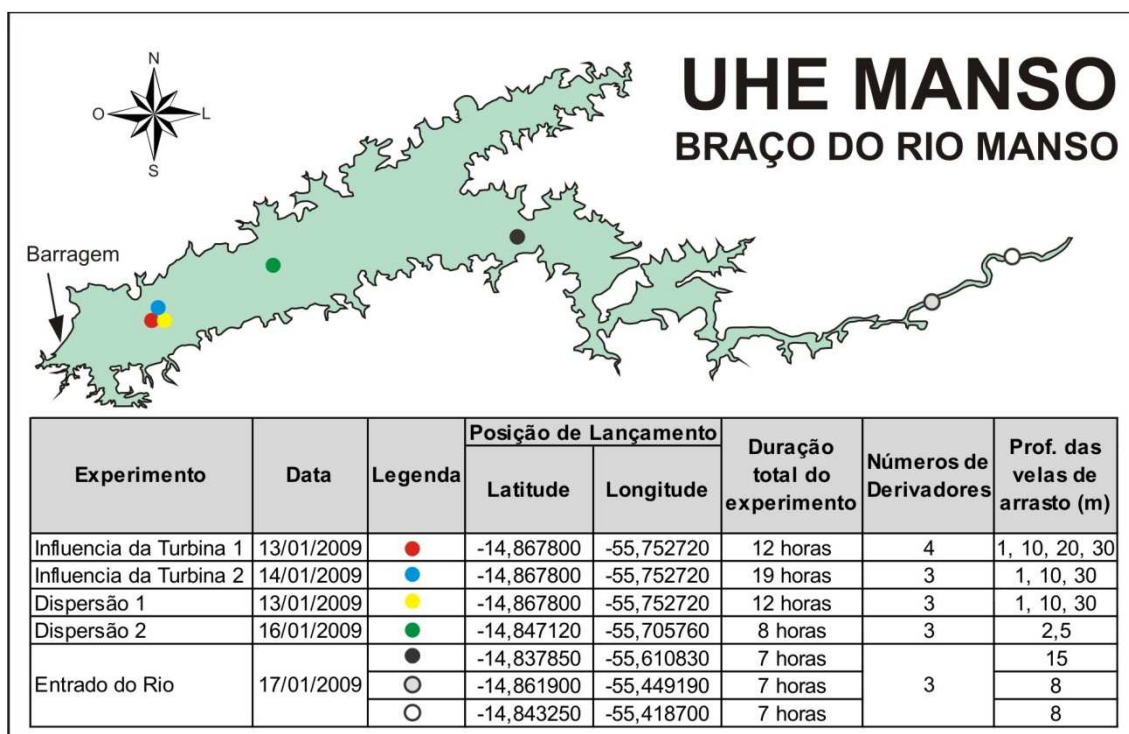 UHE MANSO
BRAÇO DO RIO MANSO
N
O L
S
Barragem
Experimento Data Legenda Posição de Lançamento Latitude Longitude Duração total do experimento Números de Derivadores Prof. das velas de arrasto (m)
Influencia da Turbina 1 13/01/2009 -14,867800 -55,752720 12 horas 4 1, 10, 20, 30
Influencia da Turbina 2 14/01/2009 -14,867800 -55,752720 19 horas 3 1, 10, 30
Dispersão 1 13/01/2009 -14,867800 -55,752720 12 horas 3 1, 10, 30
Dispersão 2 16/01/2009 -14,847120 -55,705760 8 horas 3 2,5
Entrado do Rio 17/01/2009 -14,837850 -55,610830 7 horas 3 15
-14,861900 -55,449190 7 horas 8
-14,843250 -55,418700 7 horas 8